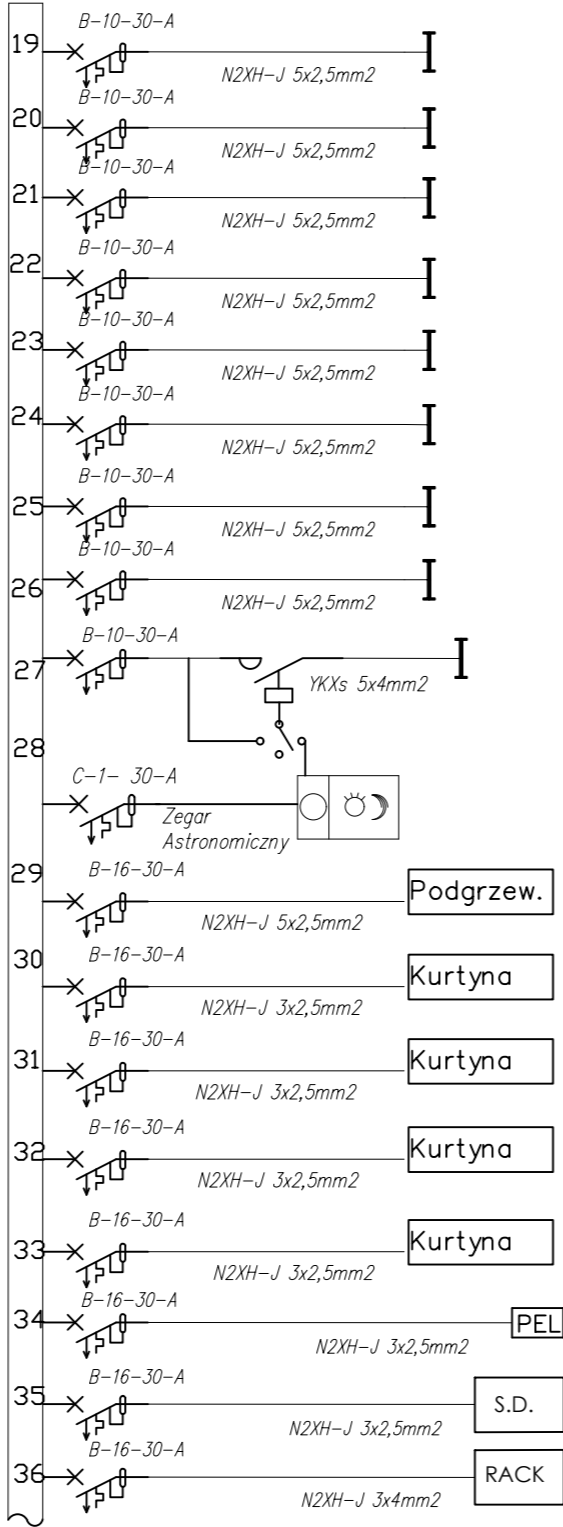 B-10-30-A
19
N2XH-J 5x2,5mm2
B-10-30-A
20
N2XH-J 5x2,5mm2
B-10-30-A
21
N2XH-J 5x2,5mm2
B-10-30-A
22
N2XH-J 5x2,5mm2
B-10-30-A
23
N2XH-J 5x2,5mm2
B-10-30-A
24
N2XH-J 5x2,5mm2
B-10-30-A
25
N2XH-J 5x2,5mm2
B-10-30-A
26
N2XH-J 5x2,5mm2
B-10-30-A
27
YKXs 5x4mm2
28
C-1- 30-A
Zegar
Astronomiczny
29
B-16-30-A
Podgrzew.
N2XH-J 5x2,5mm2
30
B-16-30-A
Kurtyna
N2XH-J 3x2,5mm2
31
B-16-30-A
Kurtyna
N2XH-J 3x2,5mm2
32
B-16-30-A
Kurtyna
N2XH-J 3x2,5mm2
33
B-16-30-A
Kurtyna
N2XH-J 3x2,5mm2
34
B-16-30-A
PEL
N2XH-J 3x2,5mm2
35
B-16-30-A
S.D.
N2XH-J 3x2,5mm2
36
B-16-30-A
RACK
N2XH-J 3x4mm2